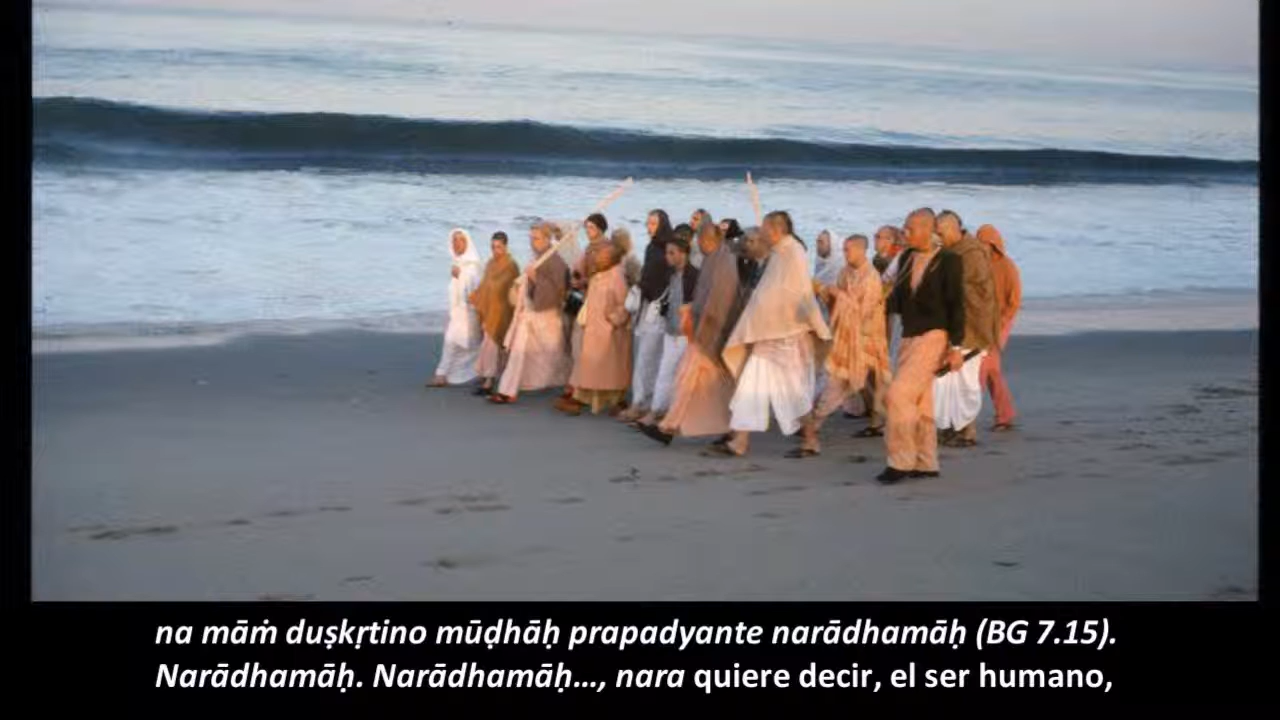 na māṁ duṣkṛtino mūḍhāḥ prapadyante narādhamāḥ (BG 7.15).
Narādhamāḥ. Narādhamāḥ..., nara quiere decir, el ser humano,